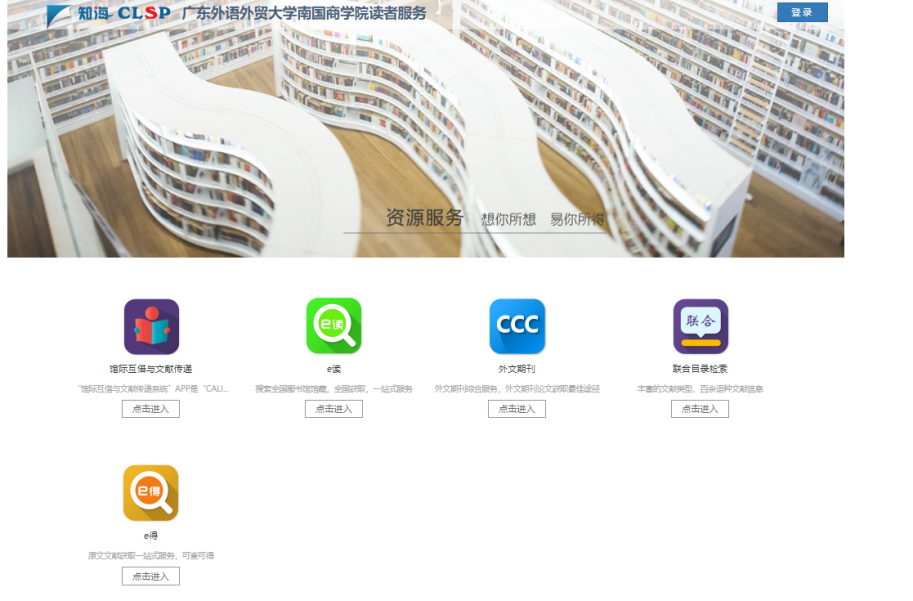 知海 CLSP 广东外语外贸大学南国商学院读者服务 登录
资源服务 想你所想 易你所得
联合
e读
CCC
馆际互借与文献传递 e读 外文期刊 联合目录检索
“馆际互借与文献传递系统”APP是“CALI... 搜索全国图书馆馆藏，全国获取，一站式服务 外文期刊综合服务，外文期刊论文获取最佳途径 丰富的文献类型、百余语种文献信息
点击进入 点击进入 点击进入 点击进入
e得
e得
原文文献获取一站式服务，可查可得
点击进入